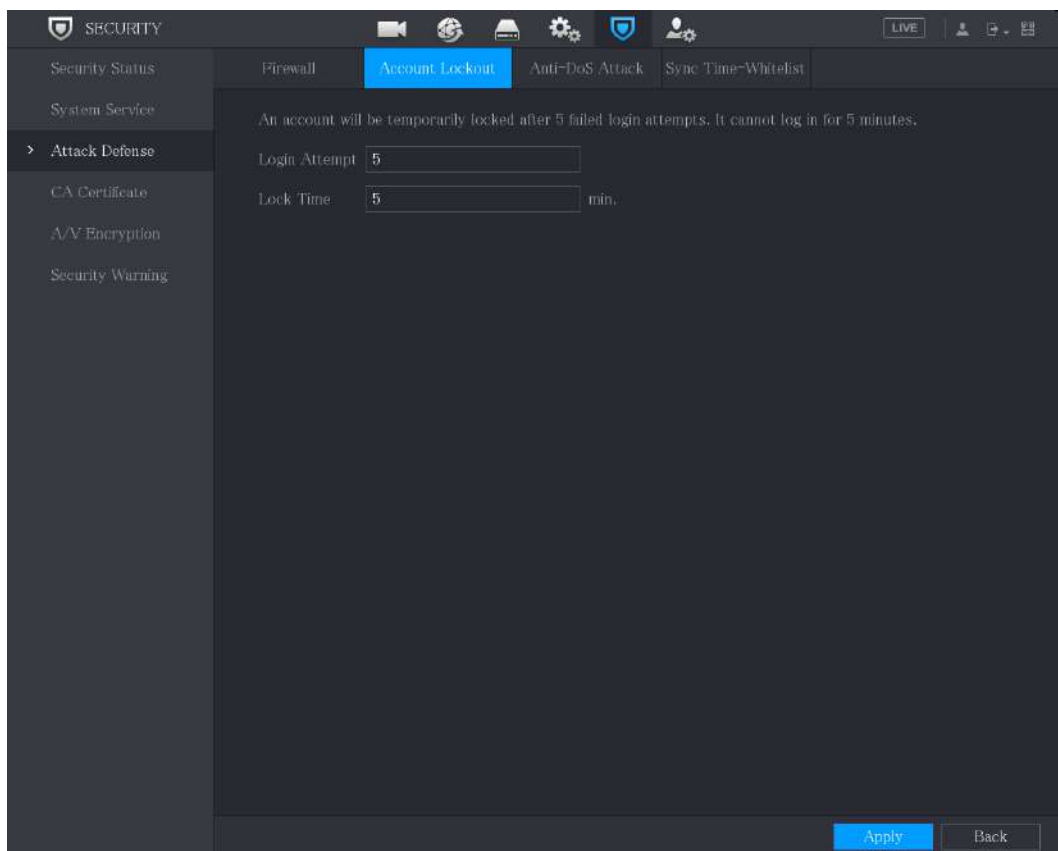 SECURITY
LIVE
Security Status
System Service
Attack Defense
CA Certificate
A/V Encryption
Security Warning
Firewall Account Lockout Anti-DoS Attack Sync Time-Whitelist
An account will be temporarily locked after 5 failed login attempts. It cannot log in for 5 minutes.
Login Attempt 5
Lock Time 5 min.
Apply Back